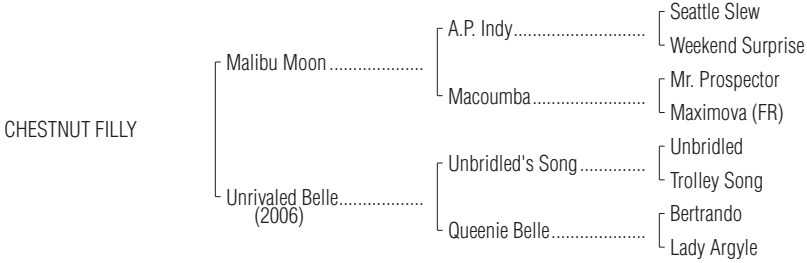 Seattle Slew
A.P. Indy............................
Weekend Surprise
Malibu Moon....................
Mr. Prospector
Macoumba........................
Maximova (FR)
CHESTNUT FILLY
Unbridled
Unbridled's Song..............
Trolley Song
Unrivaled Belle..................
(2006)
Bertrando
Queenie Belle....................
Lady Argyle